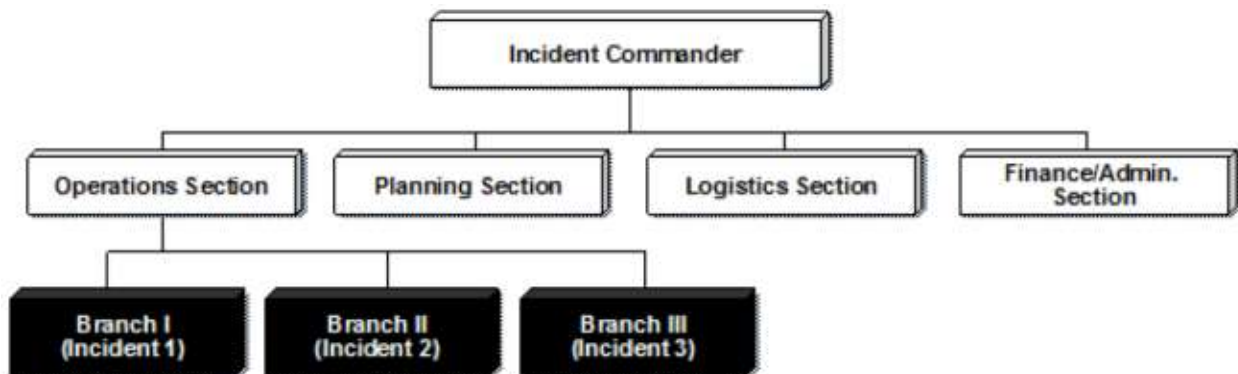 Incident Commander
Operations Section
Planning Section
Logistics Section
Finance/Admin.
Section
Branch I
(Incident 1)
Branch II
(Incident 2)
Branch III
(Incident 3)